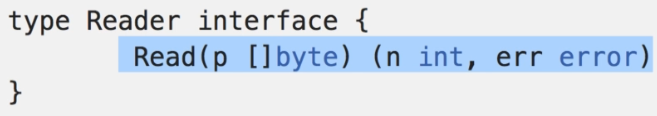 type Reader interface {
Read(p []byte) (n int, err error)
}